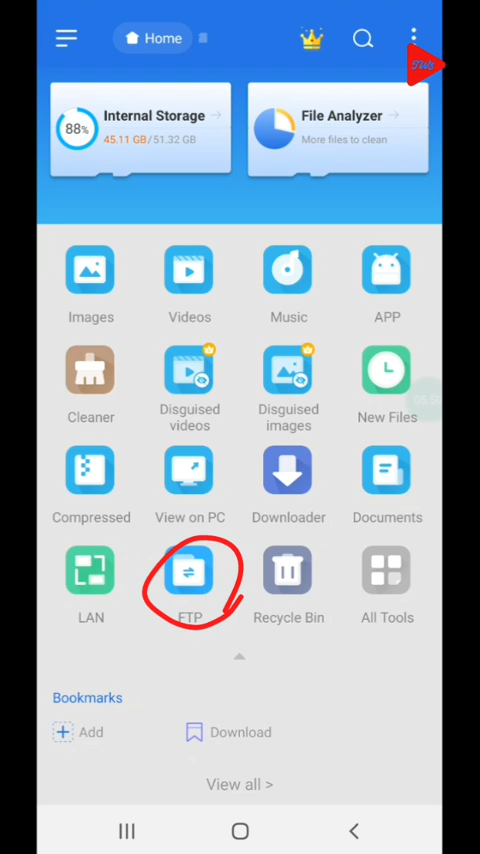 Home
SWS
Internal Storage
88%
45.11 GB/51.32 GB
File Analyzer
More files to clean
Images
Videos
Music
APP
Cleaner
Disguised
videos
Disguised
images
New Files
Compressed
View on PC
Downloader
Documents
LAN
FTP
Recycle Bin
All Tools
Bookmarks
Add
Download
View all >